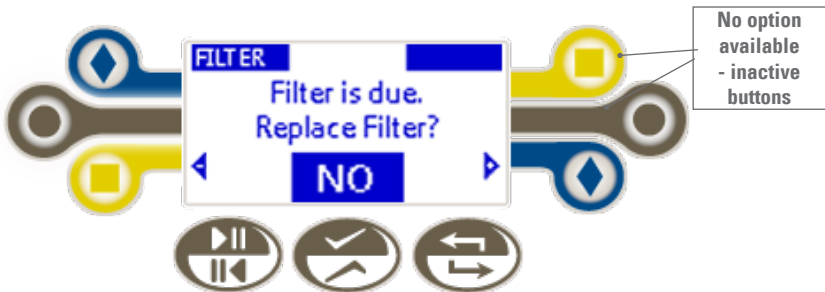 No option
available
- inactive
buttons
FILTER
Filter is due.
Replace Filter?
NO